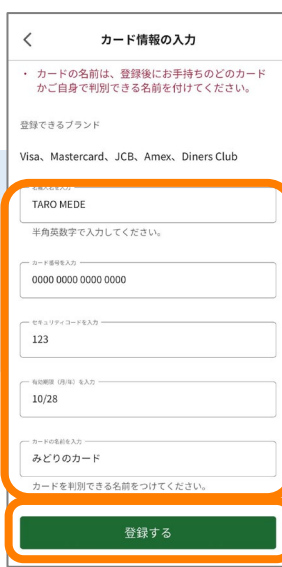 カード情報の入力
・ カードの名前は、登録後にお手持ちのどのカード
かご自身で判別できる名前を付けてください。
登録できるブランド
Visa、Mastercard、JCB、Amex、Diners Club
TARO MEDE
半角英数字で入力してください。
カード番号を入力
0000 0000 0000 0000
セキュリティコードを入力
123
有効期限（月/年）を入力
10/28
カードの名前を入力
みどりのカード
カードを判別できる名前をつけてください。
登録する